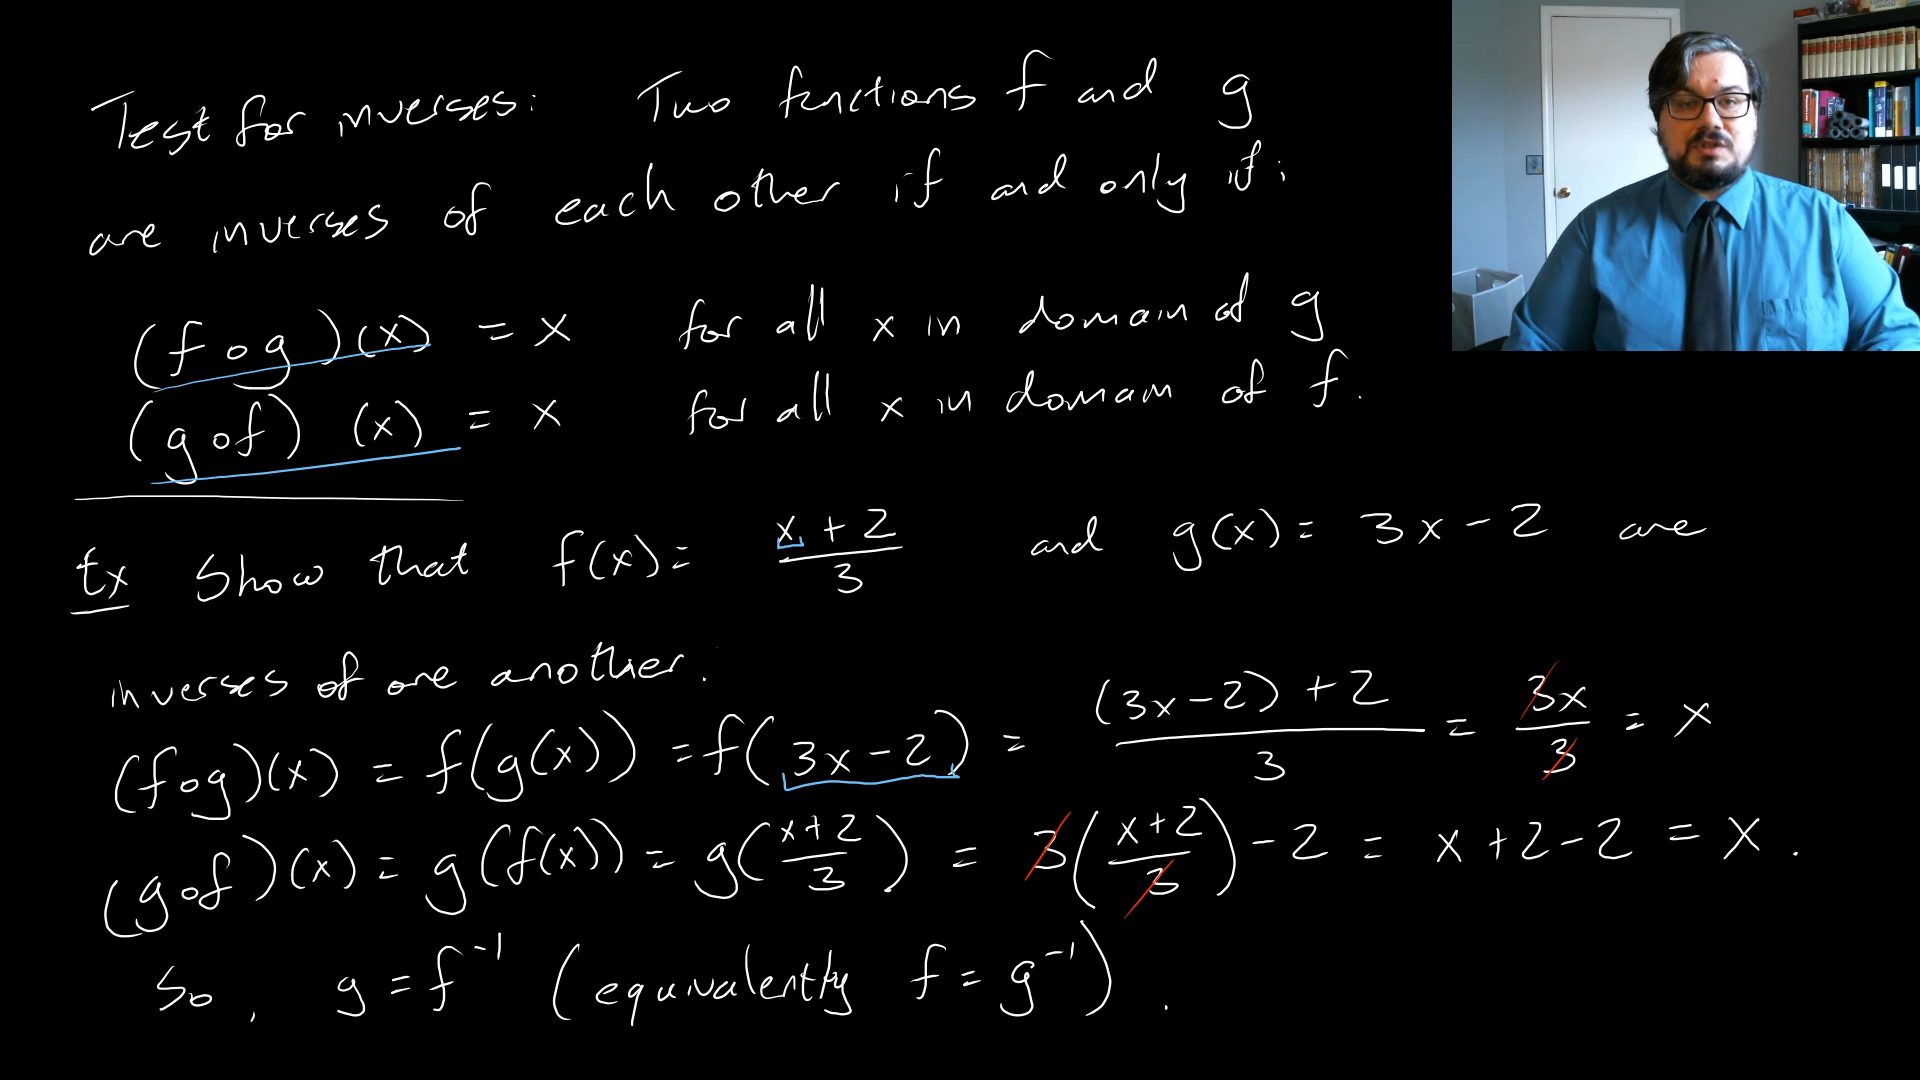 Test for inverses: Two functions f and g
are inverses of each other if and only if:
(f∘g)(x) = x for all x in domain of g
(g∘f)(x) = x for all x in domain of f.
Ex Show that f(x) = (x + 2)/3 and g(x) = 3x - 2 are
inverses of one another.
(f∘g)(x) = f(g(x)) = f(3x - 2) = ((3x - 2) + 2)/3 = 3x/3 = x
(g∘f)(x) = g(f(x)) = g((x+2)/3) = 3((x+2)/3) - 2 = x + 2 - 2 = x.
So, g = f⁻¹ (equivalently f = g⁻¹).